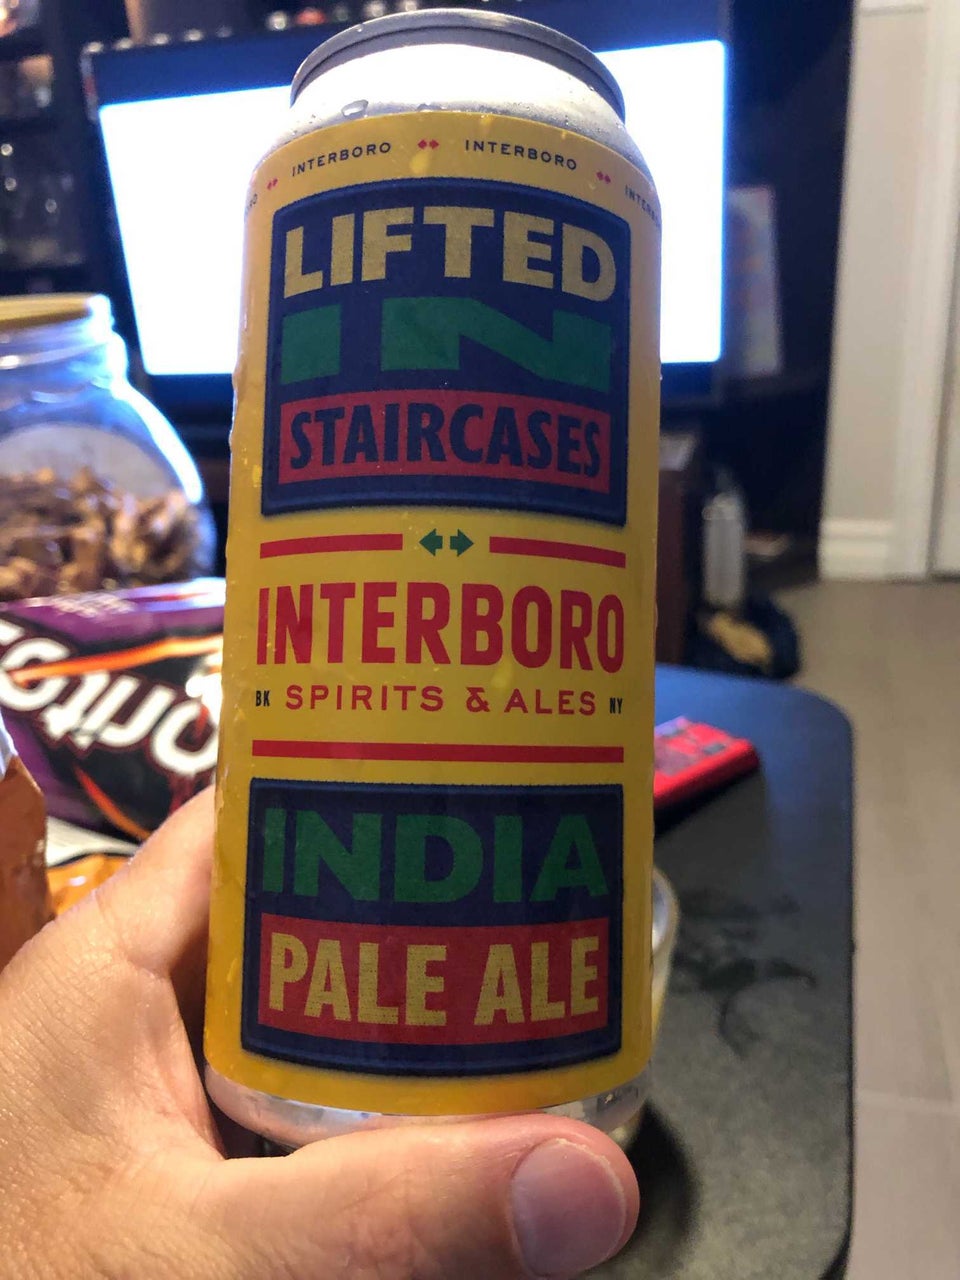 INTERBORO INTERBORO
LIFTED
IN
STAIRCASES
INTERBORO
BK SPIRITS & ALES NY
INDIA
PALE ALE